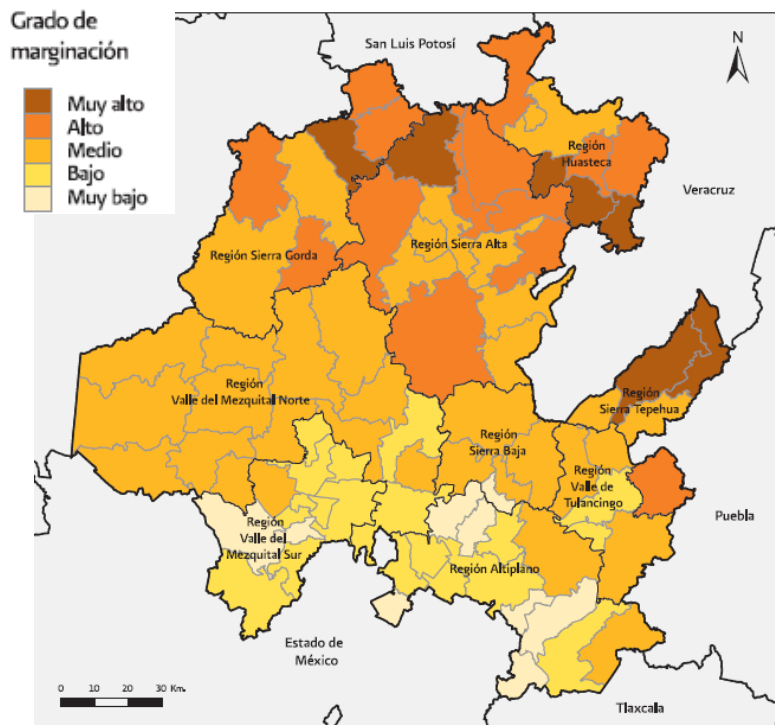 Grado de
marginación
Muy alto
Alto
Medio
Bajo
Muy bajo
San Luis Potosí
N
Región
Huasteca
Veracruz
Región Sierra Gorda
Región Sierra Alta
Región
Valle del Mezquital Norte
Región
Sierra Tepehua
Región
Sierra Baja
Región
Valle de
Tulancingo
Puebla
Región
Valle del
Mezquital Sur
Región Altiplano
Estado de
México
0 10 20 30 Km.
Tlaxcala